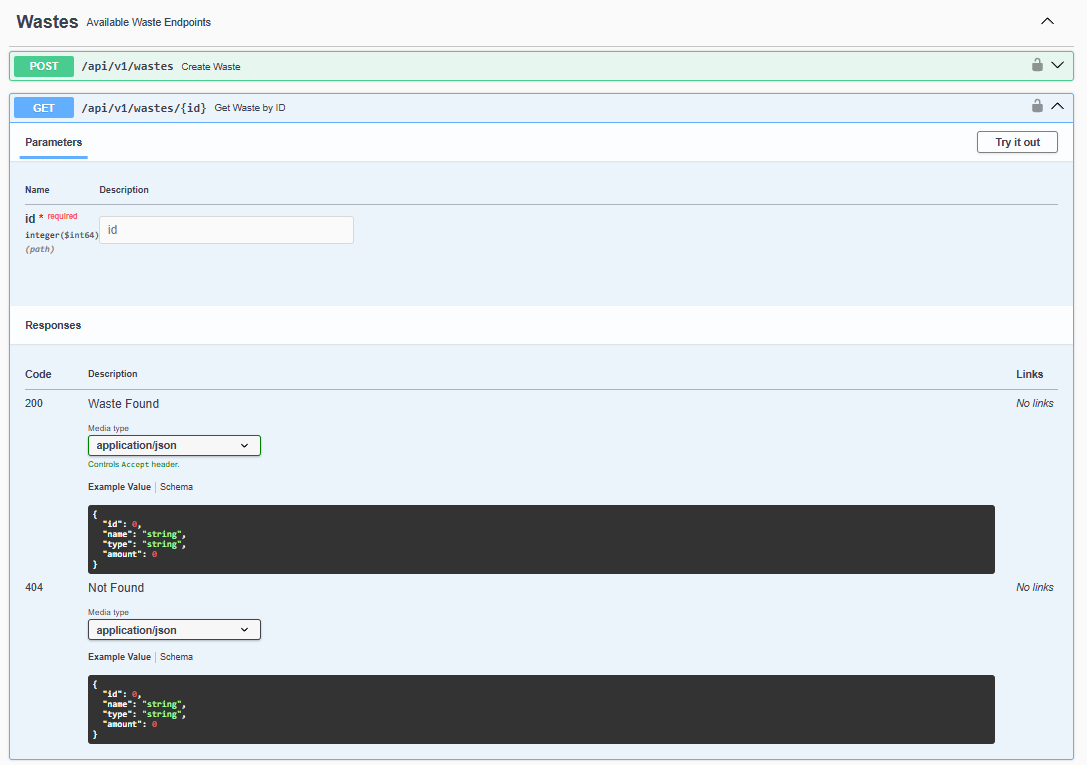 Wastes Available Waste Endpoints
POST /api/v1/wastes Create Waste
GET /api/v1/wastes/{id} Get Waste by ID
Parameters Try it out
Name Description
id * required
integer($int64)
(path)
id
Responses
Code Description Links
200 Waste Found No links
Media type
application/json
Controls Accept header.
Example Value Schema
{
"id": 0,
"name": "string",
"type": "string",
"amount": 0
}
404 Not Found No links
Media type
application/json
Example Value Schema
{
"id": 0,
"name": "string",
"type": "string",
"amount": 0
}